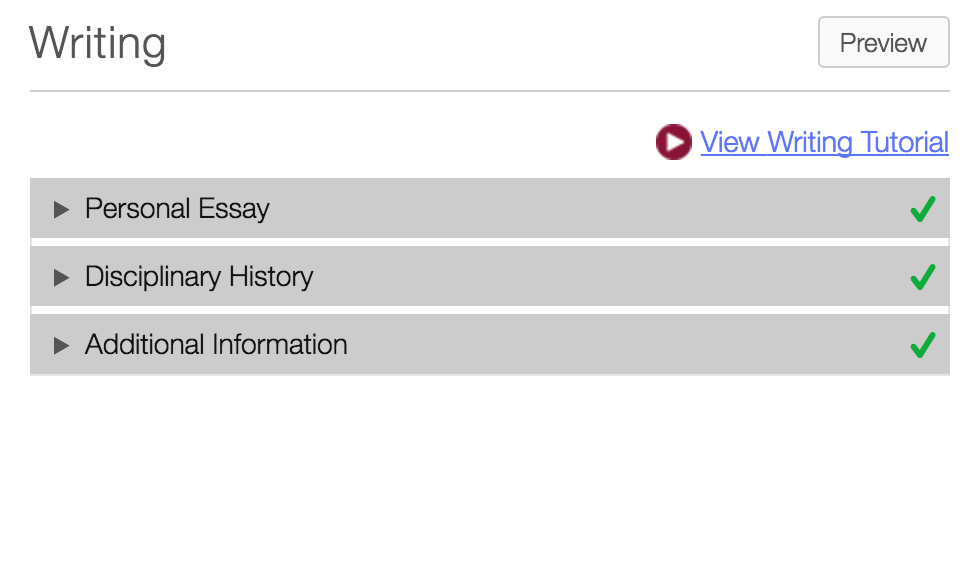 Writing
Preview
View Writing Tutorial
Personal Essay
Disciplinary History
Additional Information